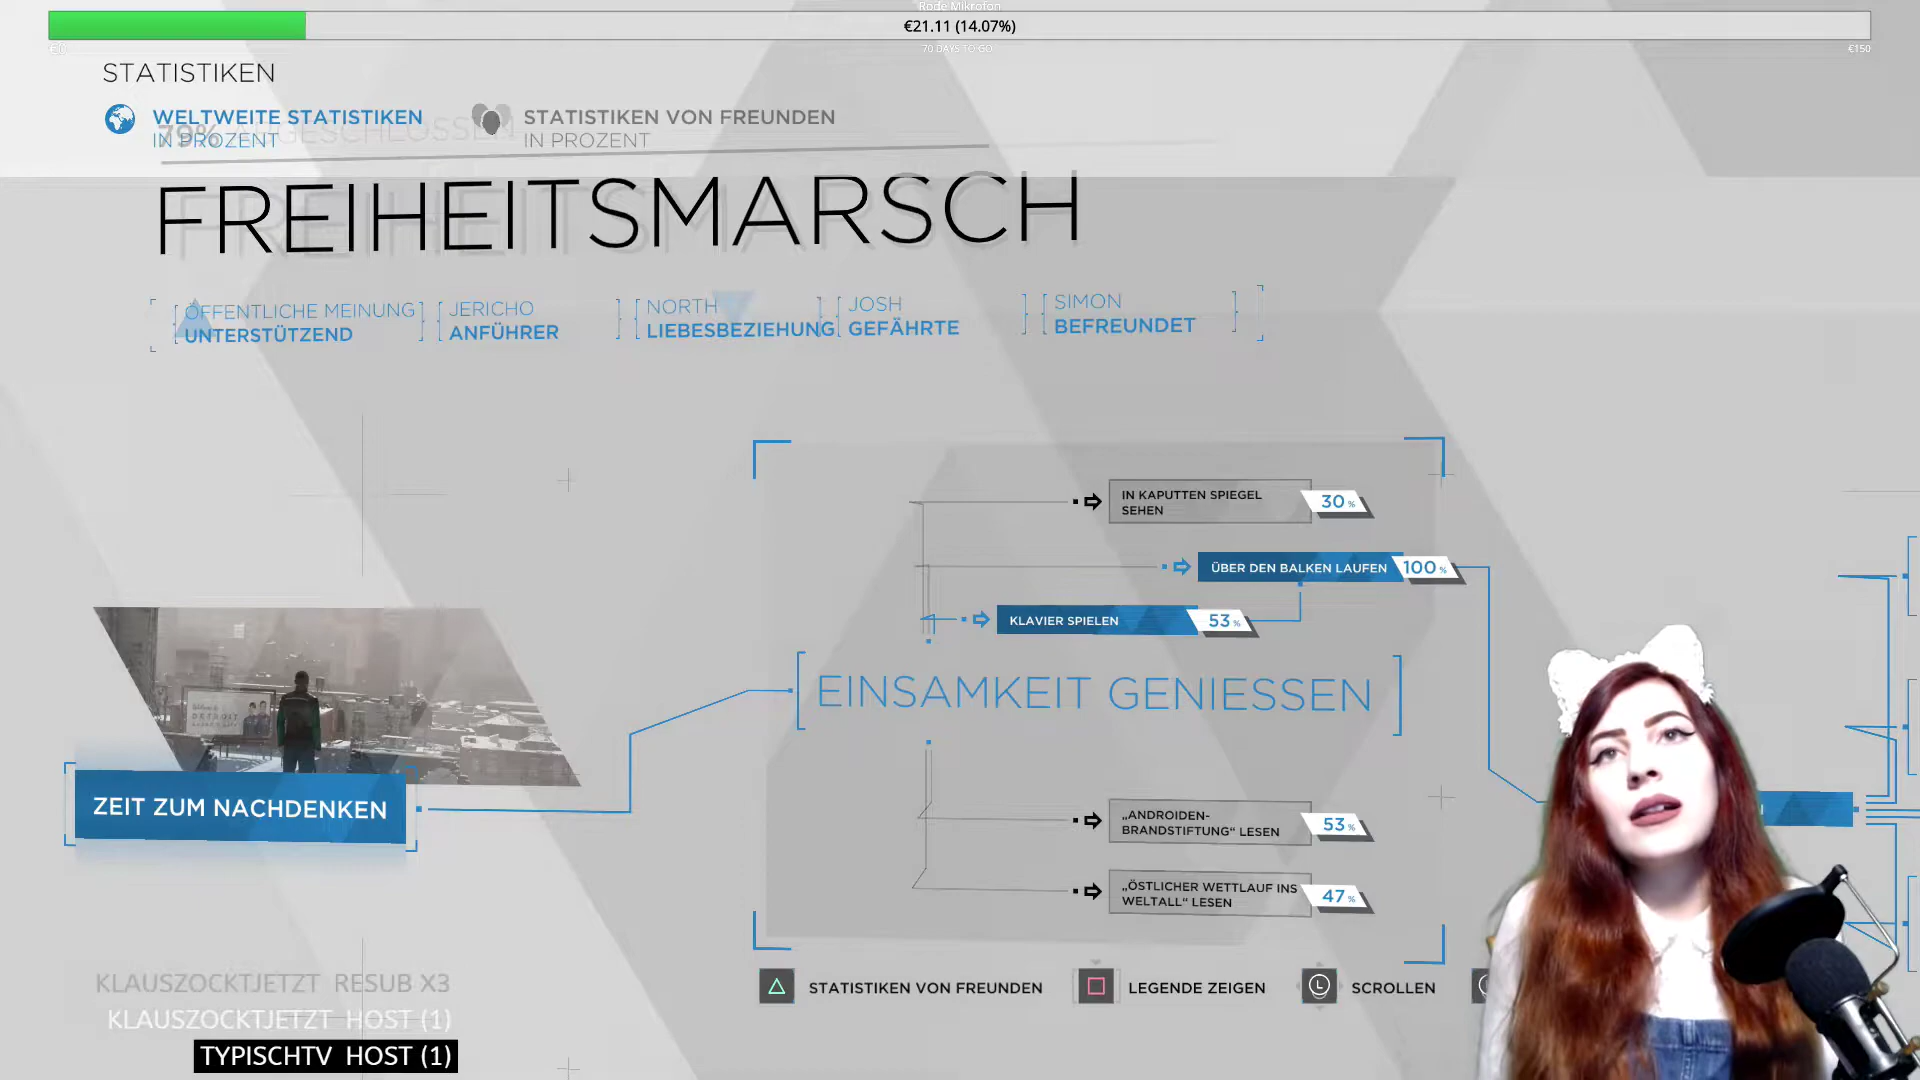 Rode Mikrofon
€21.11 (14.07%)
€0
70 DAYS TO GO
€150
STATISTIKEN
WELTWEITE STATISTIKEN
IN PROZENT
STATISTIKEN VON FREUNDEN
IN PROZENT
79% ABGESCHLOSSEN
FREIHEITSMARSCH
ÖFFENTLICHE MEINUNG
UNTERSTÜTZEND
JERICHO
ANFÜHRER
NORTH
LIEBESBEZIEHUNG
JOSH
GEFÄHRTE
SIMON
BEFREUNDET
IN KAPUTTEN SPIEGEL
SEHEN
30%
ÜBER DEN BALKEN LAUFEN
100%
KLAVIER SPIELEN
53%
EINSAMKEIT GENIESSEN
DETROIT
ZEIT ZUM NACHDENKEN
„ANDROIDEN-
BRANDSTIFTUNG“ LESEN
53%
„ÖSTLICHER WETTLAUF INS
WELTALL“ LESEN
47%
STATISTIKEN VON FREUNDEN
LEGENDE ZEIGEN
L
SCROLLEN
KLAUSZOCKTJETZT RESUB X3
KLAUSZOCKTJETZT HOST (1)
TYPISCHTV HOST (1)